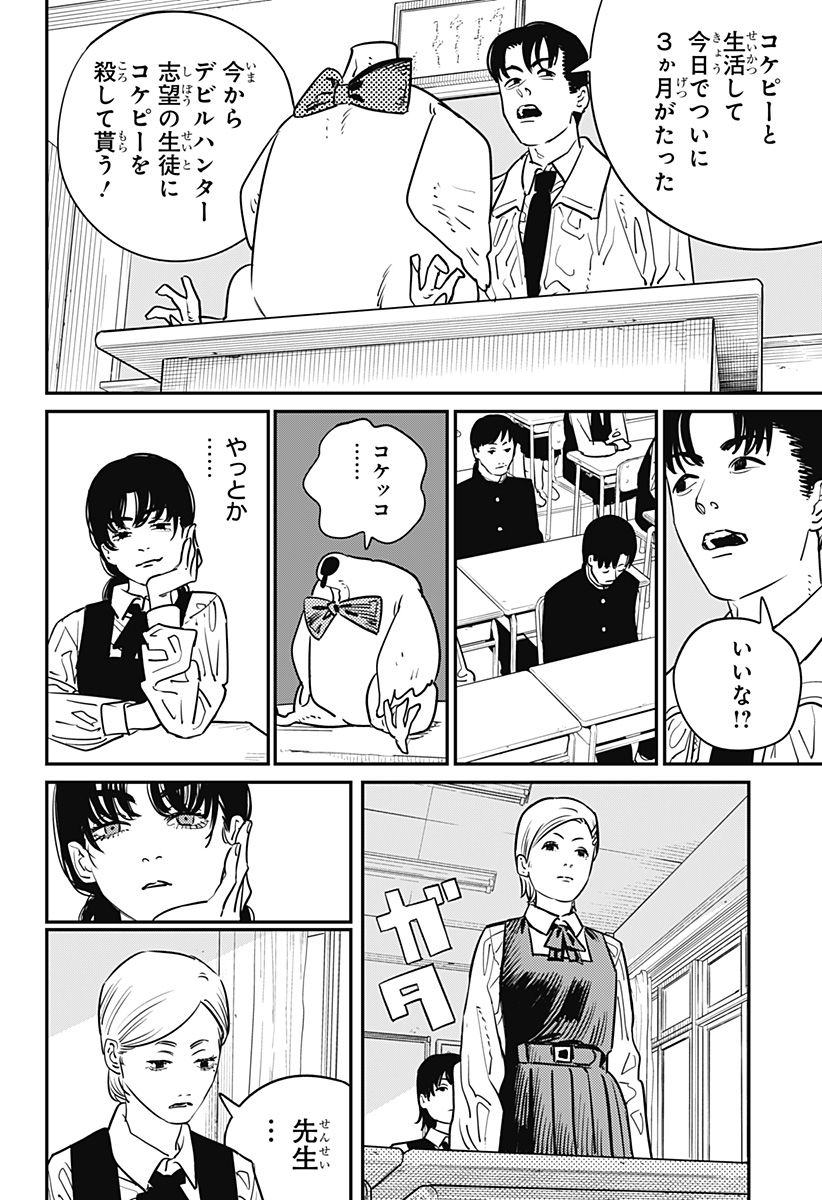 コケピーと
生活して
今日でついに
3か月がたった
今から
デビルハンター
志望の生徒に
コケピーを
殺して貰う!
いいな!?
コケッコ
……
やっとか
……
ガタ
先生
…